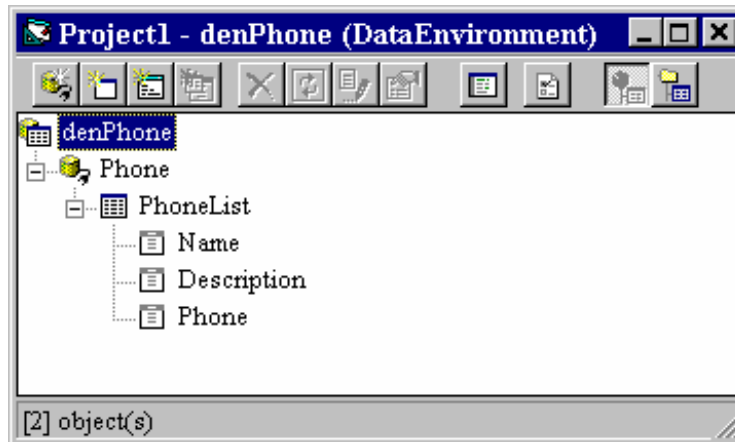 Project1 - denPhone (DataEnvironment)
denPhone
Phone
PhoneList
Name
Description
Phone
[2] object(s)